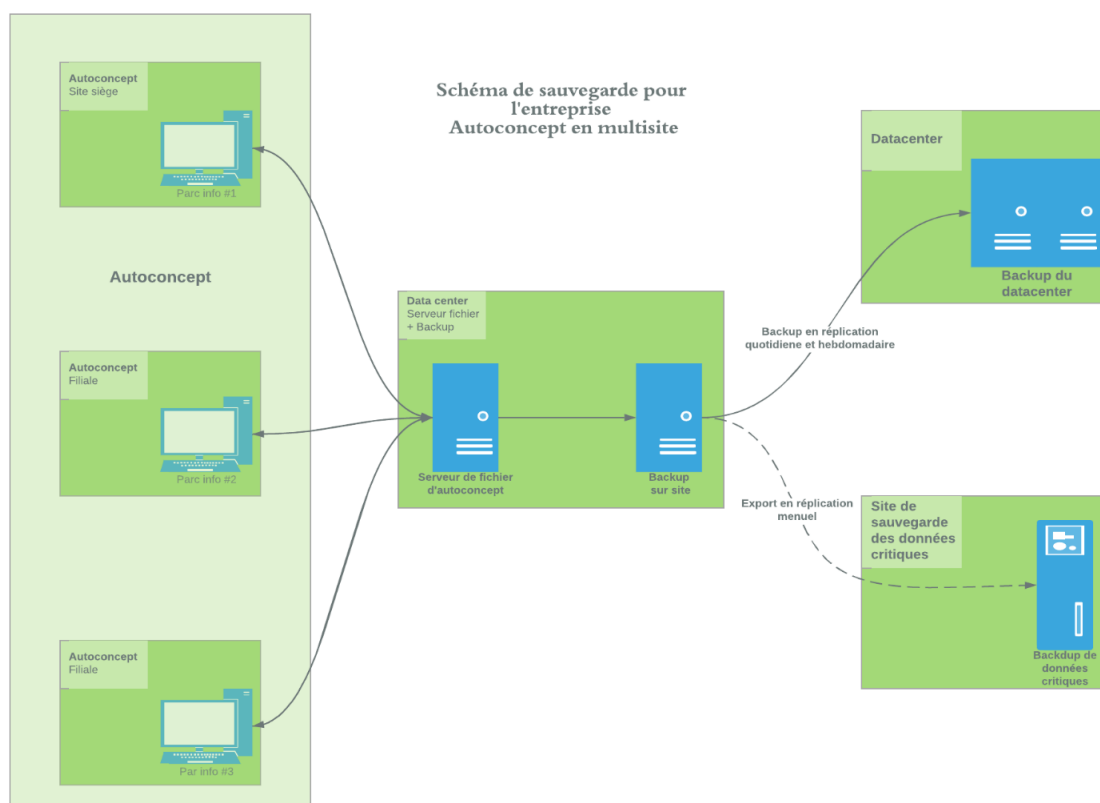 Schéma de sauvegarde pour
l'entreprise
Autoconcept en multisite
Autoconcept
Site siège
Parc info #1
Autoconcept
Autoconcept
Filiale
Parc info #2
Autoconcept
Filiale
Par info #3
Data center
Serveur fichier
+ Backup
Serveur de fichier
d'autoconcept
Backup
sur site
Backup en réplication
quotidiene et hebdomadaire
Export en réplication
menuel
Datacenter
Backup du
datacenter
Site de
sauvegarde
des données
critiques
Backdup de
données
critiques